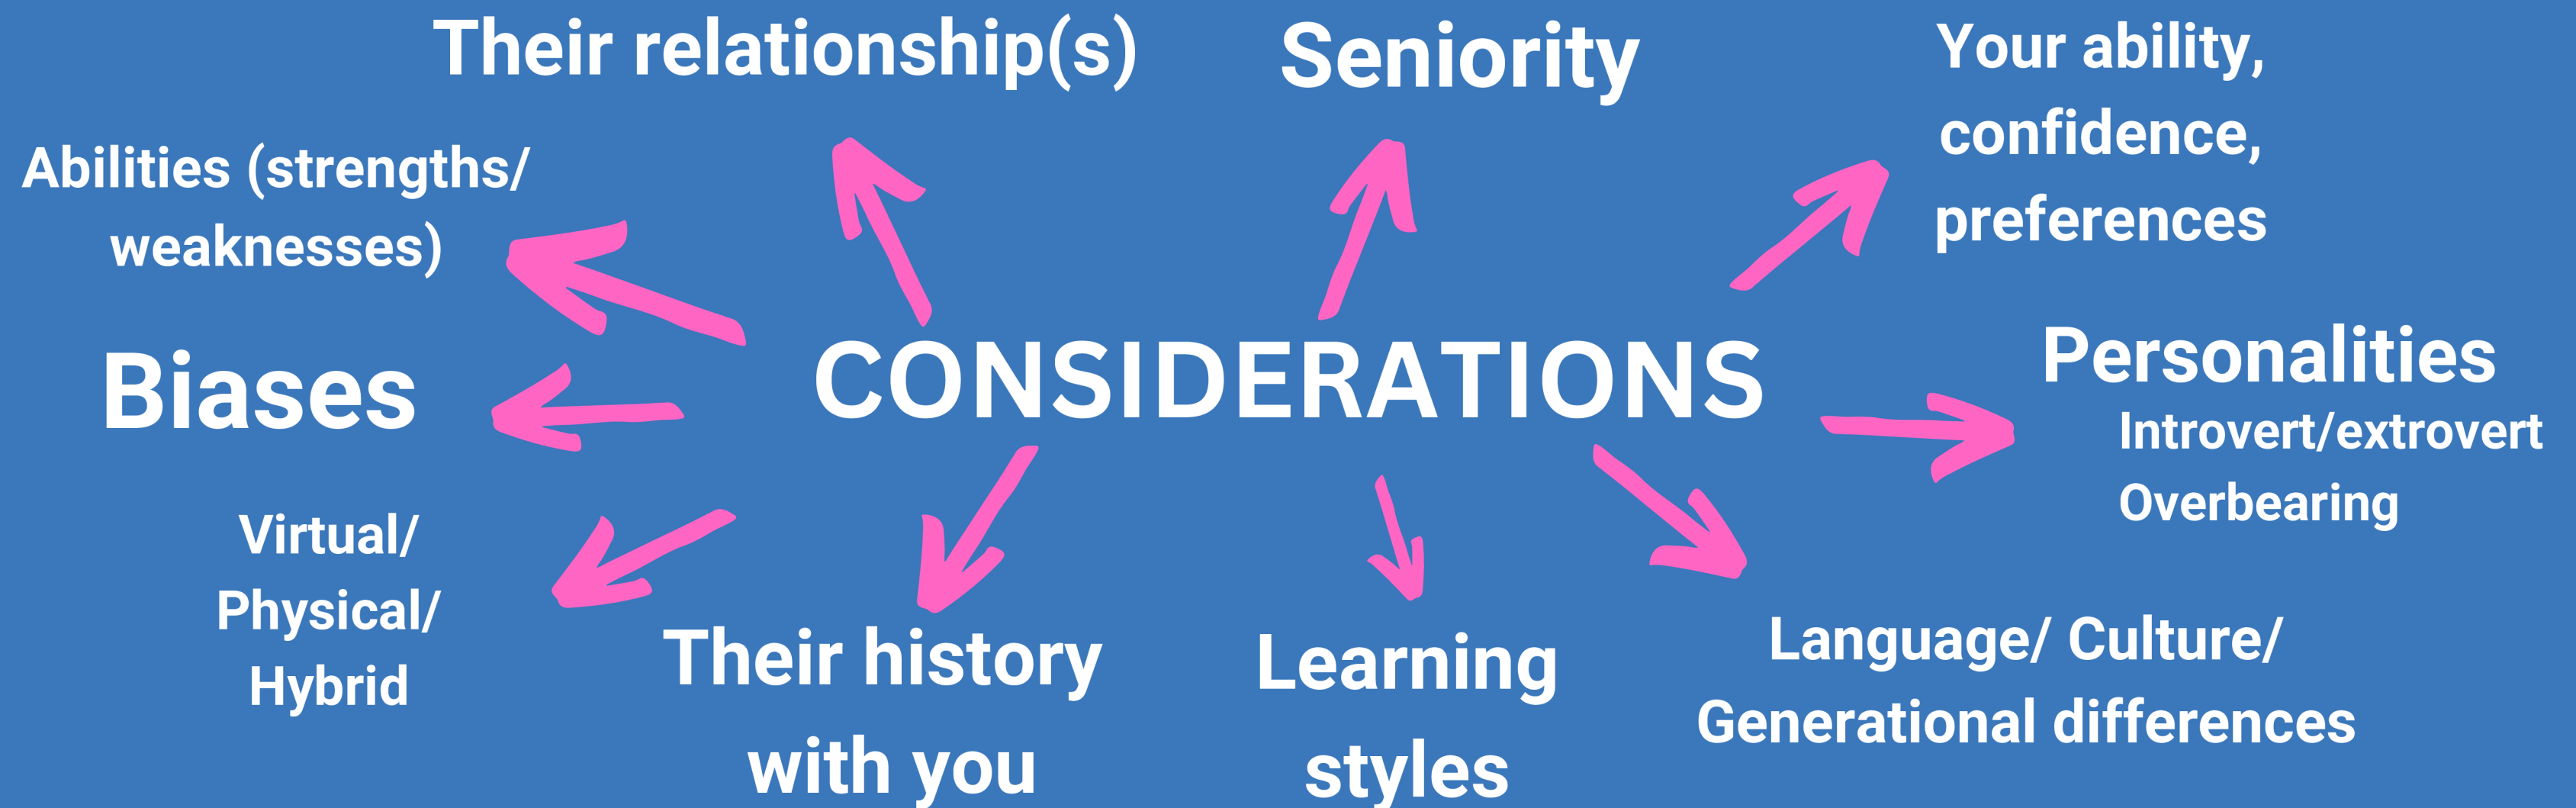 Their relationship(s)
Seniority
Your ability,
confidence,
preferences
Abilities (strengths/
weaknesses)
CONSIDERATIONS
Biases
Personalities
Introvert/extrovert
Overbearing
Virtual/
Physical/
Hybrid
Their history
with you
Learning
styles
Language/ Culture/
Generational differences